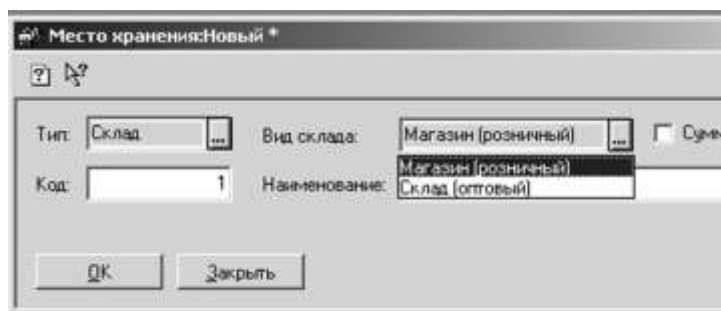 Место хранения:Новый *
Тип: Склад ... Вид склада: Магазин (розничный) ...
Магазин (розничный)
Код: 1 Наименование: Склад (оптовый)
ОК Закрыть